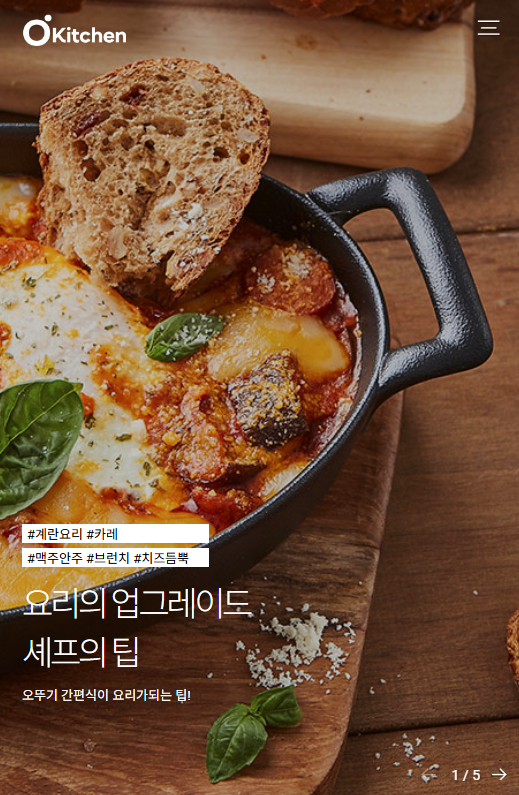 OKitchen
#계란요리 #카레
#맥주안주 #브런치 #치즈듬뿍
요리의 업그레이도
셰프의 팁
오뚜기 간편식이 요리가되는 팁!
1 / 5